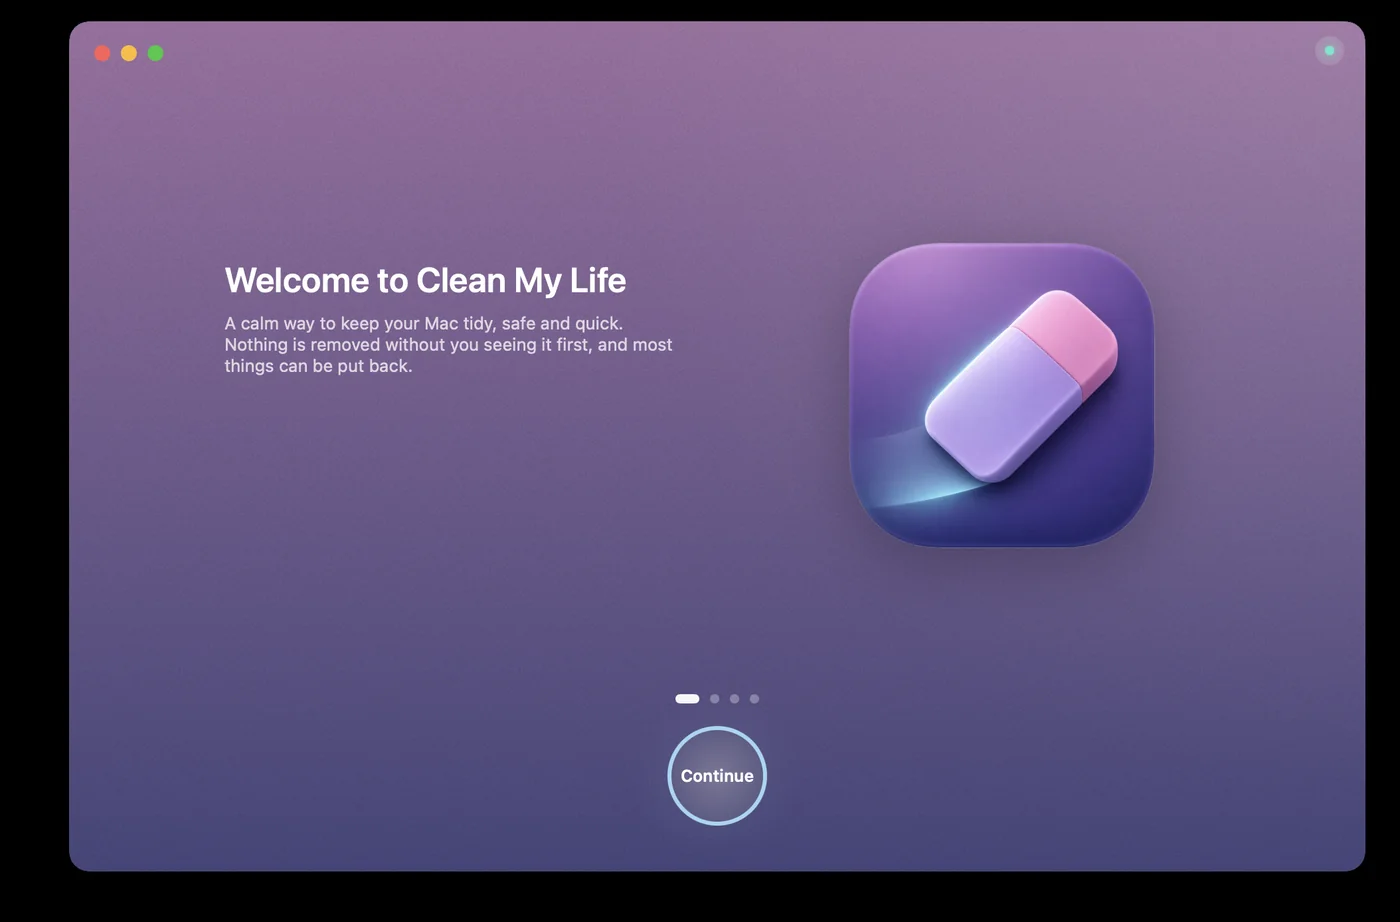 Welcome to Clean My Life
A calm way to keep your Mac tidy, safe and quick.
Nothing is removed without you seeing it first, and most
things can be put back.
Continue